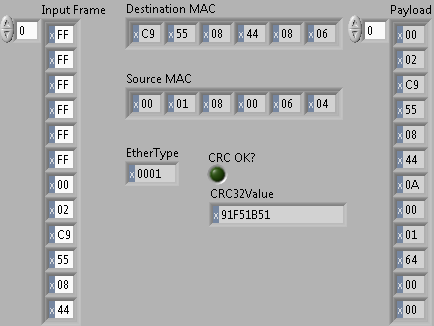 Input Frame
0
x FF
x FF
x FF
x FF
x FF
x FF
x 00
x 02
x C9
x 55
x 08
x 44
Destination MAC
x C9 x 55 x 08 x 44 x 08 x 06
Source MAC
x 00 x 01 x 08 x 00 x 06 x 04
EtherType
x 0001
CRC OK?
CRC32Value
x 91F51B51
Payload
0
x 00
x 02
x C9
x 55
x 08
x 44
x 0A
x 00
x 01
x 64
x 00
x 00